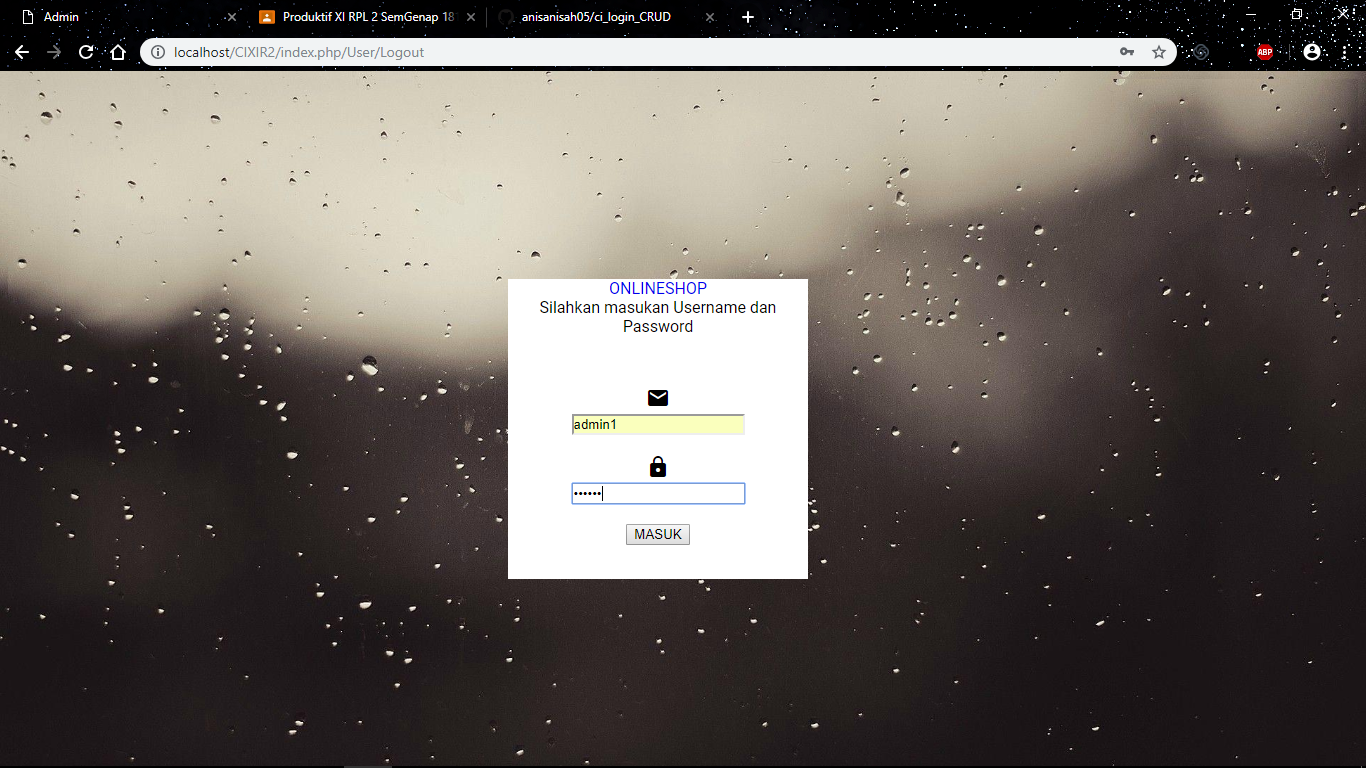 Admin
Produktif XI RPL 2 SemGenap 18
anisanisah05/ci_login_CRUD
localhost/CIXIR2/index.php/User/Logout
ABP
ONLINESHOP
Silahkan masukan Username dan
Password
admin1
••••••
MASUK